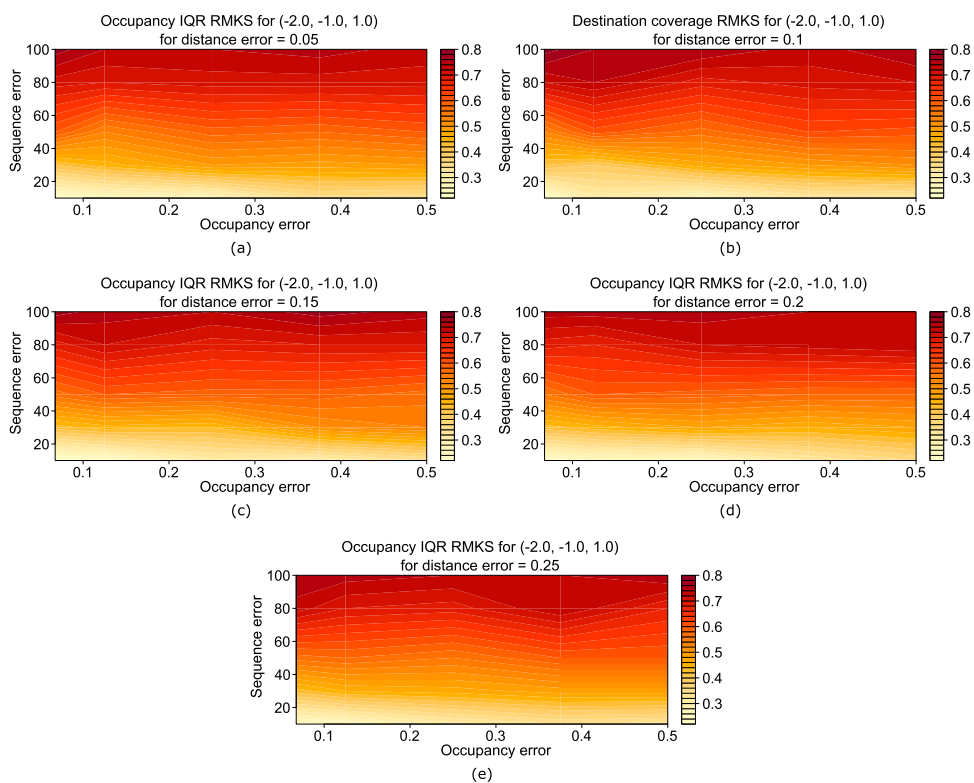 Occupancy IQR RMKS for (-2.0, -1.0, 1.0)
for distance error = 0.05
Sequence error
100
80
60
40
20
0.1 0.2 0.3 0.4 0.5
Occupancy error
0.8
0.7
0.6
0.5
0.4
0.3
(a)
Destination coverage RMKS for (-2.0, -1.0, 1.0)
for distance error = 0.1
Sequence error
100
80
60
40
20
0.1 0.2 0.3 0.4 0.5
Occupancy error
0.8
0.7
0.6
0.5
0.4
0.3
(b)
Occupancy IQR RMKS for (-2.0, -1.0, 1.0)
for distance error = 0.15
Sequence error
100
80
60
40
20
0.1 0.2 0.3 0.4 0.5
Occupancy error
0.8
0.7
0.6
0.5
0.4
0.3
(c)
Occupancy IQR RMKS for (-2.0, -1.0, 1.0)
for distance error = 0.2
Sequence error
100
80
60
40
20
0.1 0.2 0.3 0.4 0.5
Occupancy error
0.8
0.7
0.6
0.5
0.4
0.3
(d)
Occupancy IQR RMKS for (-2.0, -1.0, 1.0)
for distance error = 0.25
Sequence error
100
80
60
40
20
0.1 0.2 0.3 0.4 0.5
Occupancy error
0.8
0.7
0.6
0.5
0.4
0.3
(e)